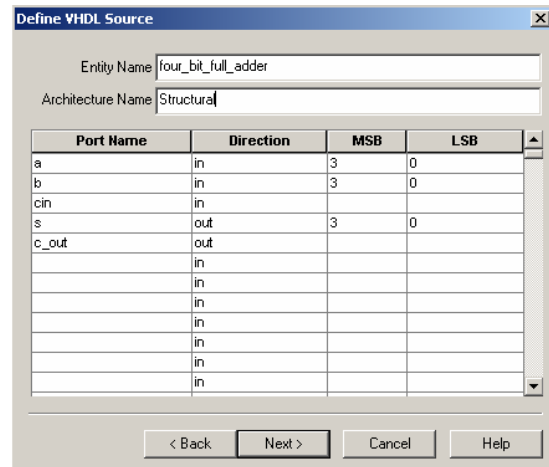 Define VHDL Source
Entity Name four_bit_full_adder
Architecture Name Structural
Port Name Direction MSB LSB
a in 3 0
b in 3 0
cin in
s out 3 0
c_out out
in
in
in
in
in
in
in
< Back Next > Cancel Help